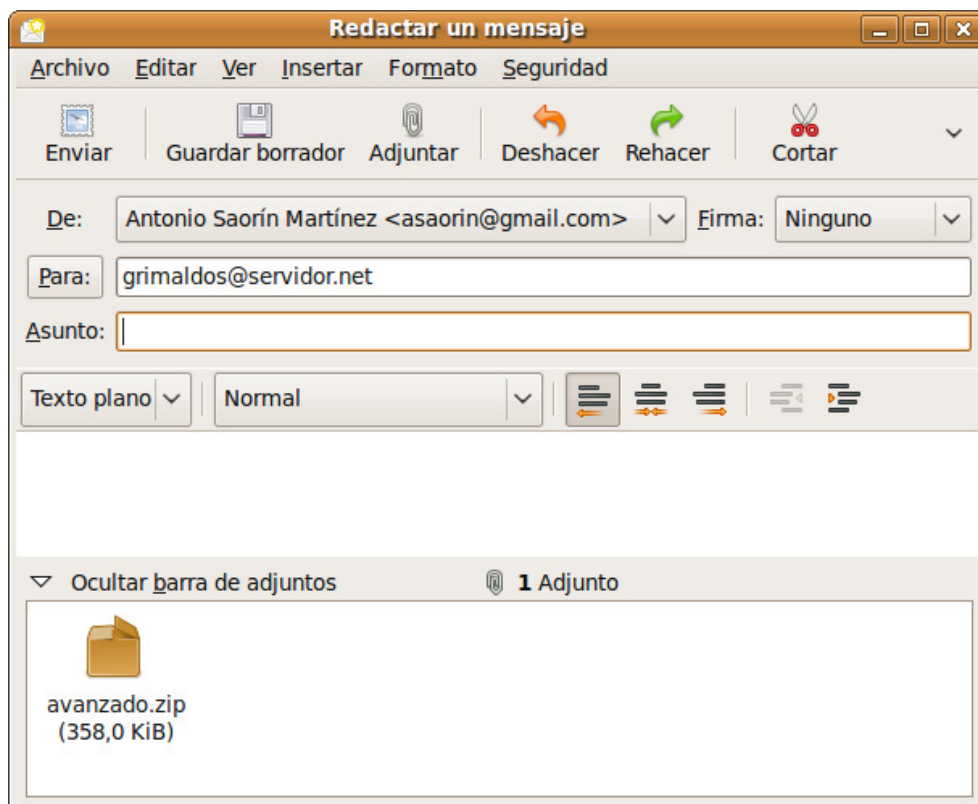 Redactar un mensaje
Archivo Editar Ver Insertar Formato Seguridad
Enviar Guardar borrador Adjuntar Deshacer Rehacer Cortar
De: Antonio Saorín Martínez <asaorin@gmail.com> Firma: Ninguno
Para: grimaldos@servidor.net
Asunto:
Texto plano Normal
Ocultar barra de adjuntos 1 Adjunto
avanzado.zip
(358,0 KiB)